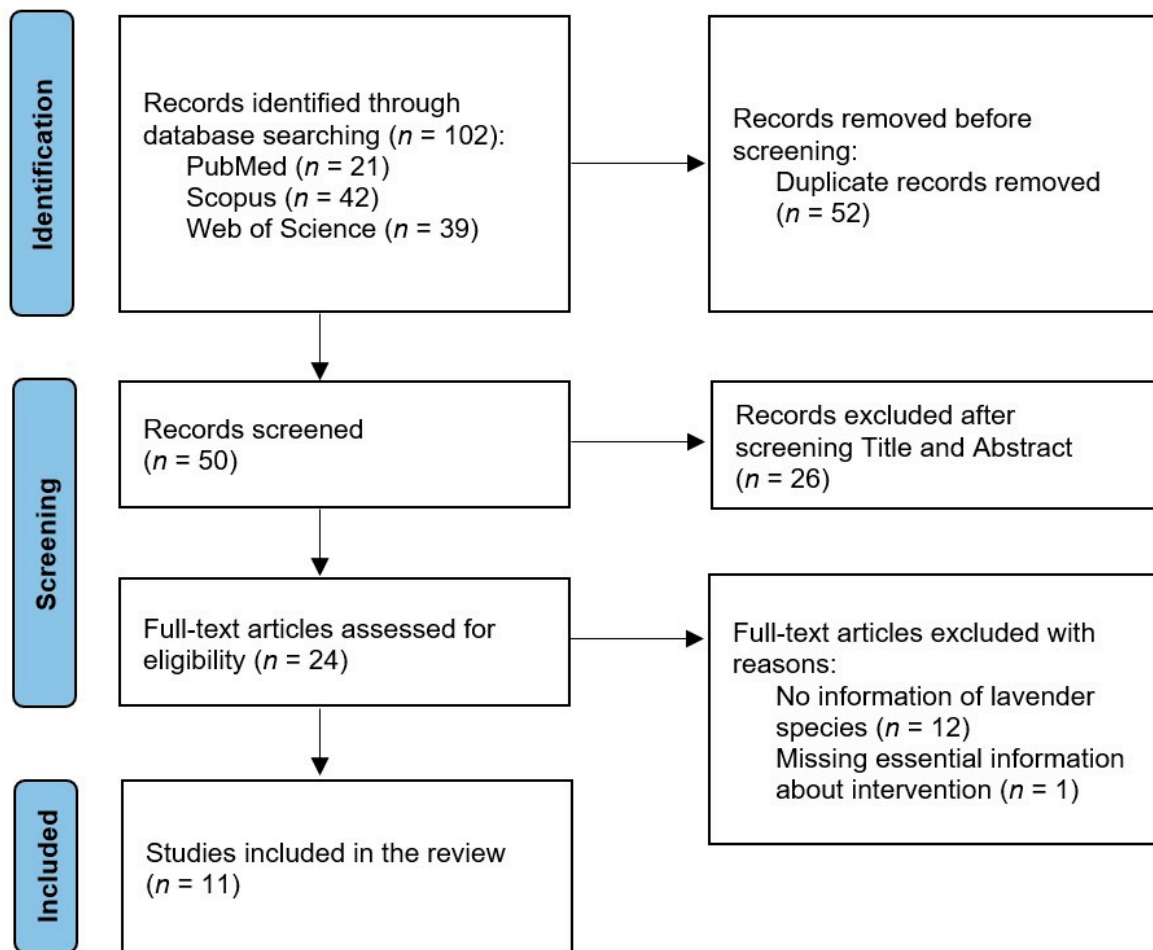 Identification
Records identified through
database searching (n = 102):
PubMed (n = 21)
Scopus (n = 42)
Web of Science (n = 39)
Records removed before
screening:
Duplicate records removed
(n = 52)
Screening
Records screened
(n = 50)
Records excluded after
screening Title and Abstract
(n = 26)
Full-text articles assessed for
eligibility (n = 24)
Full-text articles excluded with
reasons:
No information of lavender
species (n = 12)
Missing essential information
about intervention (n = 1)
Included
Studies included in the review
(n = 11)